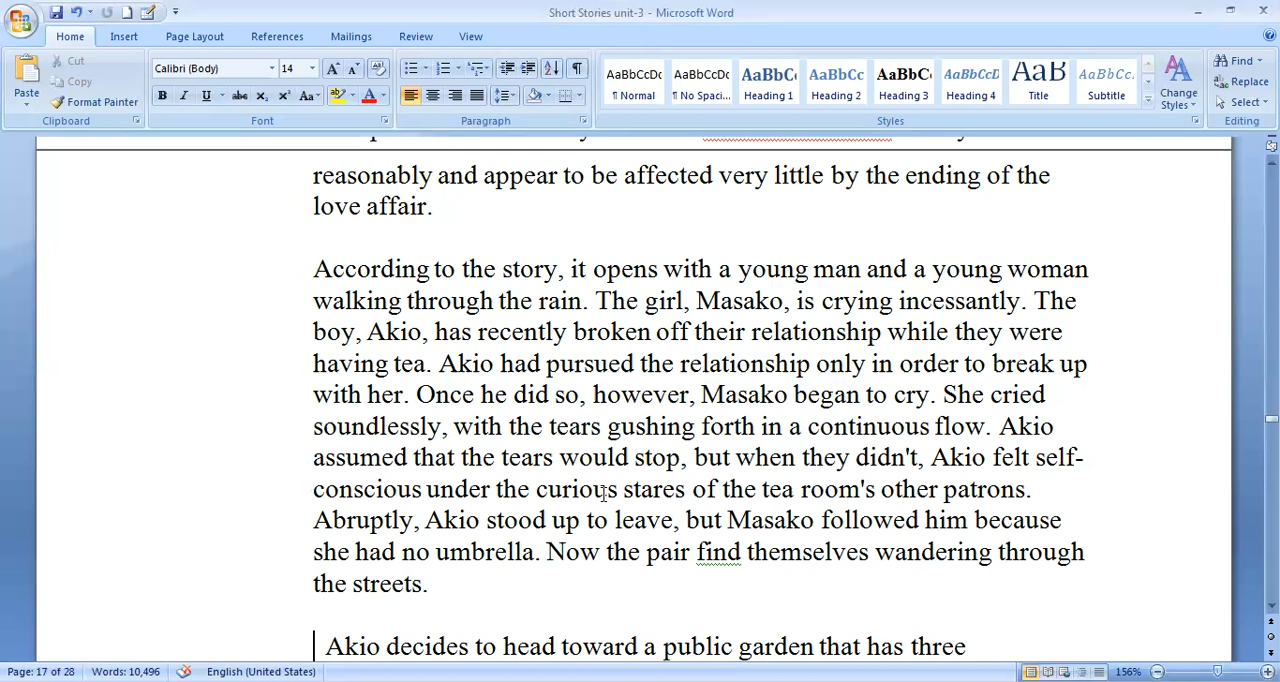 Short Stories unit-3 - Microsoft Word
Home Insert Page Layout References Mailings Review View
Paste Cut Copy Format Painter
Calibri (Body) 14
AaBbCcDc AaBbCcDc AaBbC AaBbCc AaBbC AaBbCcD AaB AaBbCc.
¶ Normal ¶ No Spaci... Heading 1 Heading 2 Heading 3 Heading 4 Title Subtitle
Change Styles
Find Replace Select
Clipboard Font Paragraph Styles Editing
reasonably and appear to be affected very little by the ending of the
love affair.
According to the story, it opens with a young man and a young woman
walking through the rain. The girl, Masako, is crying incessantly. The
boy, Akio, has recently broken off their relationship while they were
having tea. Akio had pursued the relationship only in order to break up
with her. Once he did so, however, Masako began to cry. She cried
soundlessly, with the tears gushing forth in a continuous flow. Akio
assumed that the tears would stop, but when they didn't, Akio felt self-
conscious under the curious stares of the tea room's other patrons.
Abruptly, Akio stood up to leave, but Masako followed him because
she had no umbrella. Now the pair find themselves wandering through
the streets.
Akio decides to head toward a public garden that has three
Page: 17 of 28 Words: 10,496 English (United States) 156%